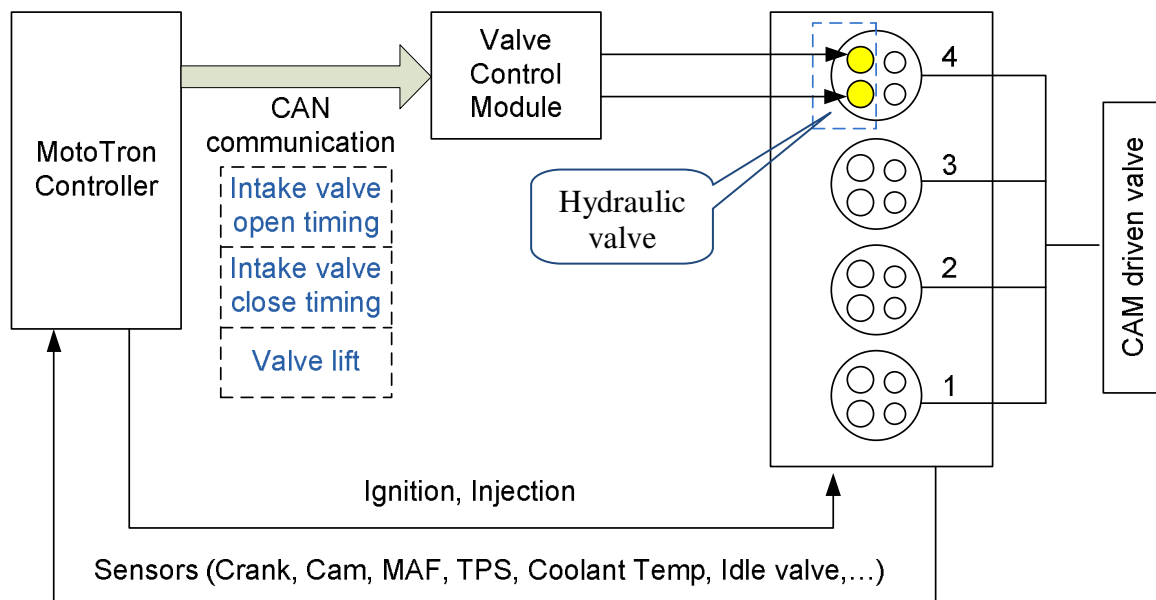 MotoTron
Controller
CAN
communication
Intake valve
open timing
Intake valve
close timing
Valve lift
Valve
Control
Module
Hydraulic
valve
4
3
2
1
CAM driven valve
Ignition, Injection
Sensors (Crank, Cam, MAF, TPS, Coolant Temp, Idle valve,...)